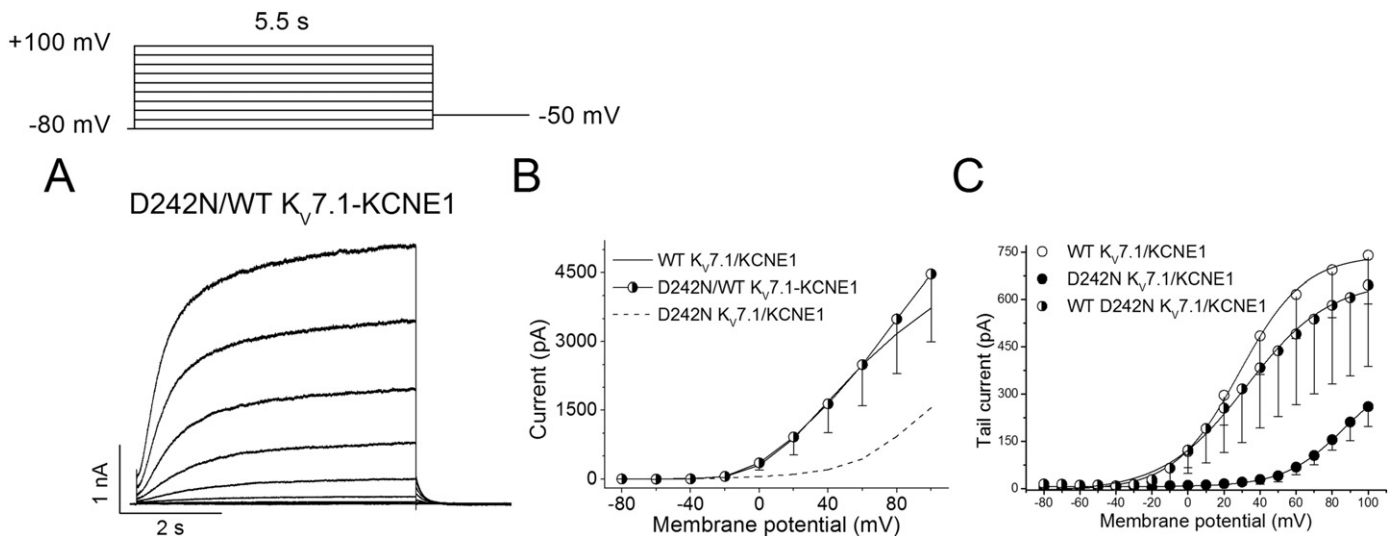 5.5 s
+100 mV
-80 mV
-50 mV
A
D242N/WT KV7.1-KCNE1
1 nA
2 s
B
WT KV7.1/KCNE1
D242N/WT KV7.1-KCNE1
D242N KV7.1/KCNE1
Current (pA)
4500
3000
1500
0
-80 -40 0 40 80
Membrane potential (mV)
C
WT KV7.1/KCNE1
D242N KV7.1/KCNE1
WT D242N KV7.1/KCNE1
Tail current (pA)
750
600
450
300
150
0
-80 -60 -40 -20 0 20 40 60 80 100
Membrane potential (mV)